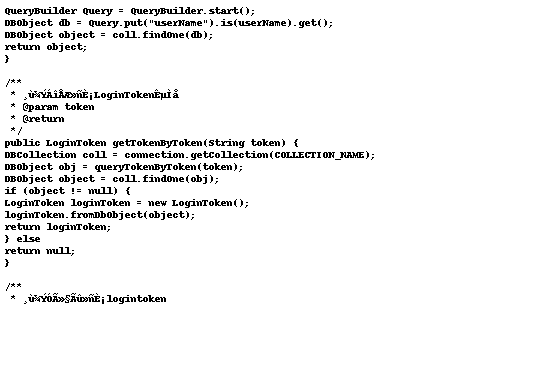 QueryBuilder Query = QueryBuilder.start();
DBObject db = Query.put("userName").is(userName).get();
DBObject object = coll.findOne(db);
return object;
}
/**
* ¸ù¾ÝÁîÅÆ»ñÈ¡LoginTokenÊµÌå
* @param token
* @return
*/
public LoginToken getTokenByToken(String token) {
DBCollection coll = connection.getCollection(COLLECTION_NAME);
DBObject obj = queryTokenByToken(token);
DBObject object = coll.findOne(obj);
if (object != null) {
LoginToken loginToken = new LoginToken();
loginToken.fromDbObject(object);
return loginToken;
} else
return null;
}
/**
* ¸ù¾ÝÓÃ»§Ãû»ñÈ¡logintoken